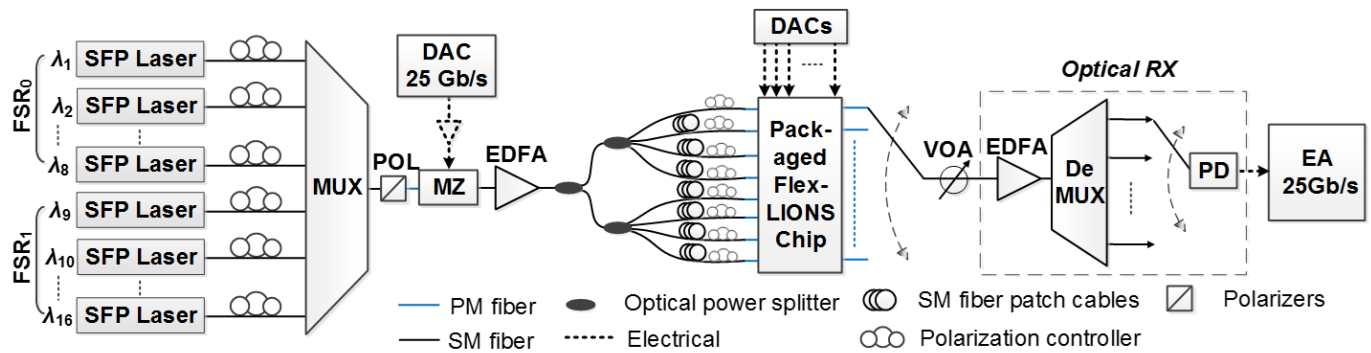 FSR0
λ1
SFP Laser
λ2
SFP Laser
λ8
SFP Laser
FSR1
λ9
SFP Laser
λ10
SFP Laser
λ16
SFP Laser
MUX
POL
DAC
25 Gb/s
MZ
EDFA
DACs
Pack-
aged
Flex-
LIONS
Chip
VOA
Optical RX
EDFA
De
MUX
PD
EA
25Gb/s
PM fiber
Optical power splitter
SM fiber patch cables
Polarizers
SM fiber
Electrical
Polarization controller